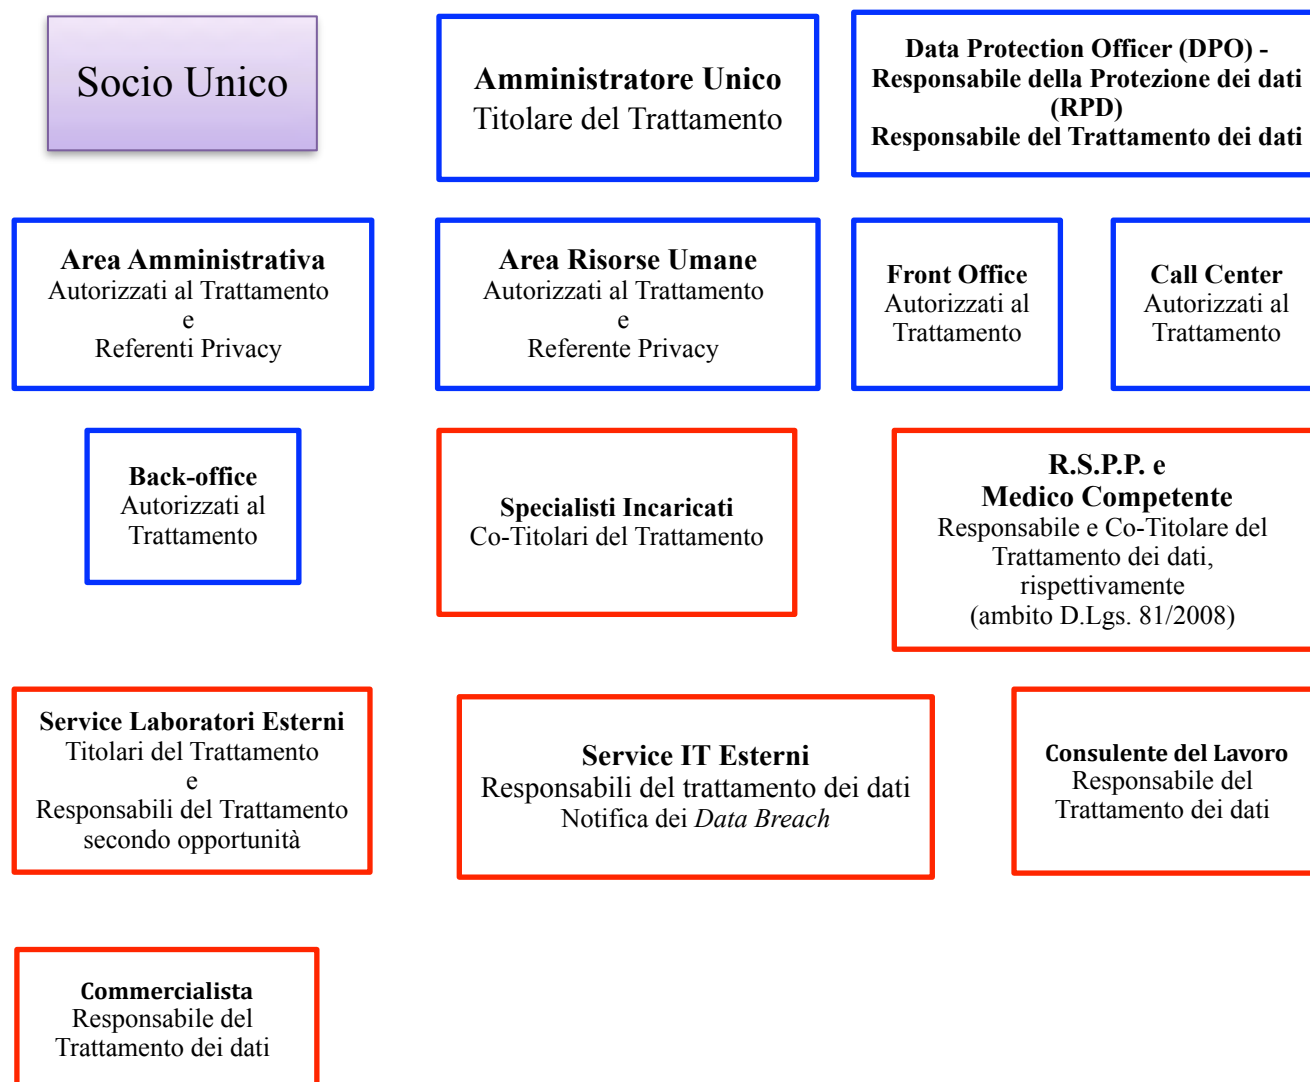 Socio Unico
Amministratore Unico
Titolare del Trattamento
Data Protection Officer (DPO) -
Responsabile della Protezione dei dati
(RPD)
Responsabile del Trattamento dei dati
Area Amministrativa
Autorizzati al Trattamento
e
Referenti Privacy
Area Risorse Umane
Autorizzati al Trattamento
e
Referente Privacy
Front Office
Autorizzati al
Trattamento
Call Center
Autorizzati al
Trattamento
Back-office
Autorizzati al
Trattamento
Specialisti Incaricati
Co-Titolari del Trattamento
R.S.P.P. e
Medico Competente
Responsabile e Co-Titolare del
Trattamento dei dati,
rispettivamente
(ambito D.Lgs. 81/2008)
Service Laboratori Esterni
Titolari del Trattamento
e
Responsabili del Trattamento
secondo opportunità
Service IT Esterni
Responsabili del trattamento dei dati
Notifica dei Data Breach
Consulente del Lavoro
Responsabile del
Trattamento dei dati
Commercialista
Responsabile del
Trattamento dei dati